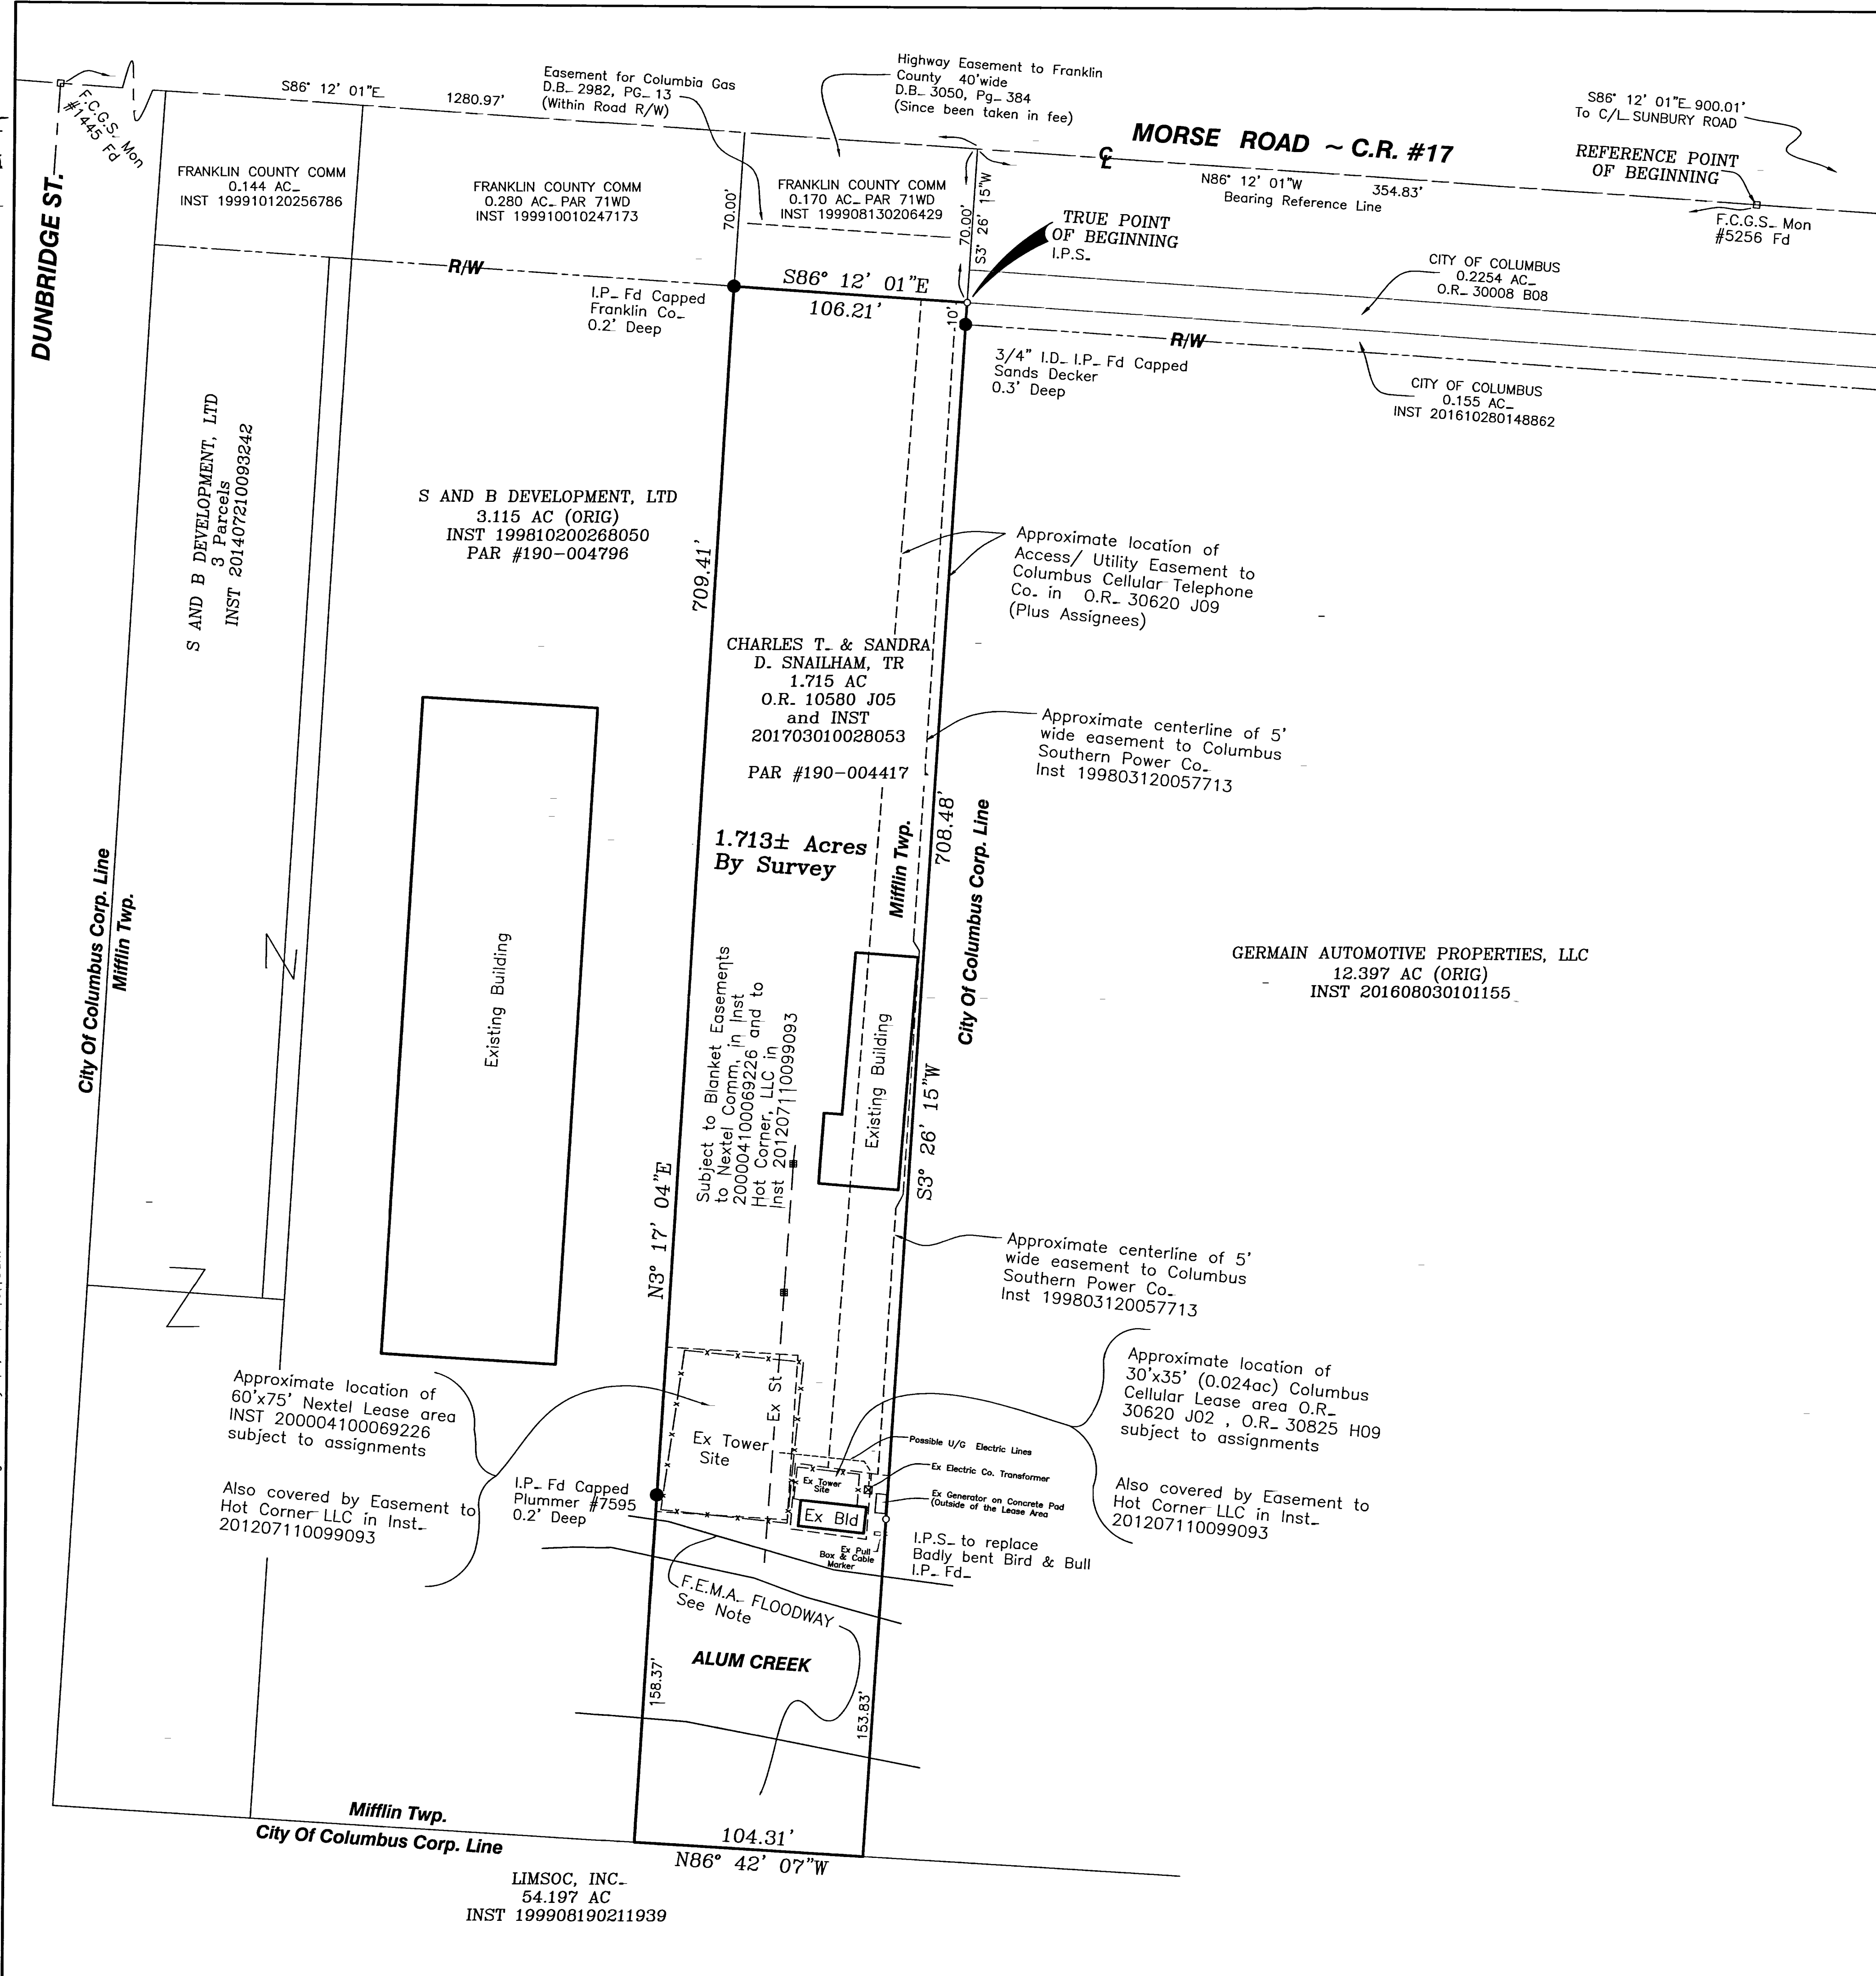 S86° 12' 01"E 1280.97'
F.C.G.S. Mon
#1445 Fd
DUNBRIDGE ST.
Easement for Columbia Gas
D.B. 2982, PG. 13
(Within Road R/W)
Highway Easement to Franklin
County 40'wide
D.B. 3050, Pg. 384
(Since been taken in fee)
MORSE ROAD ~ C.R. #17
CL
S86° 12' 01"E 900.01'
To C/L SUNBURY ROAD
REFERENCE POINT
OF BEGINNING
N86° 12' 01"W 354.83'
Bearing Reference Line
F.C.G.S. Mon
#5256 Fd
FRANKLIN COUNTY COMM
0.144 AC.
INST 199910120256786
FRANKLIN COUNTY COMM
0.280 AC. PAR 71WD
INST 199910010247173
70.00'
FRANKLIN COUNTY COMM
0.170 AC. PAR 71WD
INST 199908130206429
70.00'
S3° 26' 15"W
TRUE POINT
OF BEGINNING
I.P.S.
R/W
I.P. Fd Capped
Franklin Co.
0.2' Deep
S86° 12' 01"E
106.21'
10'
R/W
3/4" I.D. I.P. Fd Capped
Sands Decker
0.3' Deep
CITY OF COLUMBUS
0.2254 AC.
O.R. 30008 B08
CITY OF COLUMBUS
0.155 AC.
INST 201610280148862
S AND B DEVELOPMENT, LTD
3 Parcels
INST 201407210093242
S AND B DEVELOPMENT, LTD
3.115 AC (ORIG)
INST 199810200268050
PAR #190-004796
709.41'
Approximate location of
Access/ Utility Easement to
Columbus Cellular Telephone
Co. in O.R. 30620 J09
(Plus Assignees)
CHARLES T. & SANDRA
D. SNAILHAM, TR
1.715 AC
O.R. 10580 J05
and INST
201703010028053
PAR #190-004417
Approximate centerline of 5'
wide easement to Columbus
Southern Power Co.
Inst 199803120057713
1.713± Acres
By Survey
Mifflin Twp.
708.48'
City Of Columbus Corp. Line
City Of Columbus Corp. Line
Mifflin Twp.
Existing Building
Subject to Blanket Easements
to Nextel Comm, in Inst
200004100069226 and to
Hot Corner, LLC in
Inst 201207110099093
Existing Building
GERMAIN AUTOMOTIVE PROPERTIES, LLC
12.397 AC (ORIG)
INST 201608030101155
N3° 17' 04"E
S3° 26' 15"W
Approximate centerline of 5'
wide easement to Columbus
Southern Power Co.
Inst 199803120057713
Approximate location of
60'x75' Nextel Lease area
INST 200004100069226
subject to assignments
Also covered by Easement to
Hot Corner LLC in Inst.
201207110099093
Ex St
Ex Tower
Site
Approximate location of
30'x35' (0.024ac) Columbus
Cellular Lease area O.R.
30620 J02 , O.R. 30825 H09
subject to assignments
Also covered by Easement to
Hot Corner LLC in Inst.
201207110099093
Possible U/G Electric Lines
Ex Electric Co. Transformer
Ex Generator on Concrete Pad
(Outside of the Lease Area
Ex Tower
Site
Ex Bld
I.P. Fd Capped
Plummer #7595
0.2' Deep
Ex Pull
Box & Cable
Marker
I.P.S. to replace
Badly bent Bird & Bull
I.P. Fd.
F.E.M.A. FLOODWAY
See Note
ALUM CREEK
158.37'
153.83'
104.31'
N86° 42' 07"W
Mifflin Twp.
City Of Columbus Corp. Line
LIMSOC, INC.
54.197 AC
INST 199908190211939